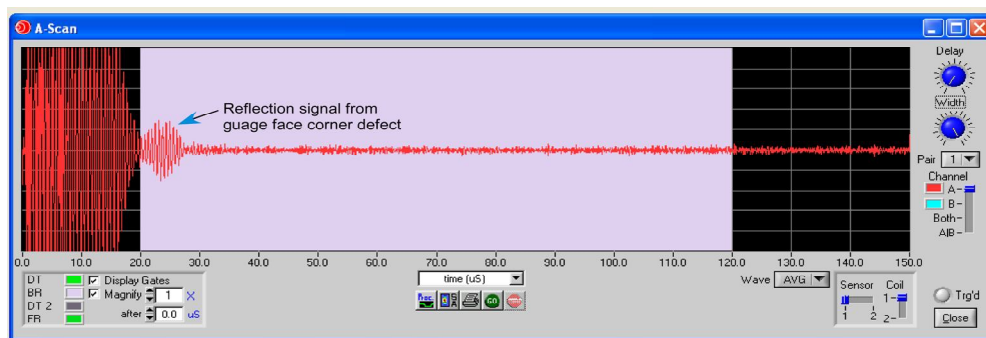 A-Scan
Reflection signal from
guage face corner defect
Delay
Width
Pair 1
Channel
A-
B-
Both-
A|B-
0.0 10.0 20.0 30.0 40.0 50.0 60.0 70.0 80.0 90.0 100.0 110.0 120.0 130.0 140.0 150.0
DT
BR
DT 2
FR
Display Gates
Magnify 1 X
after 0.0 uS
time (uS)
GO
Wave AVG
Sensor Coil
1-
2-
1 2
Trg'd
Close